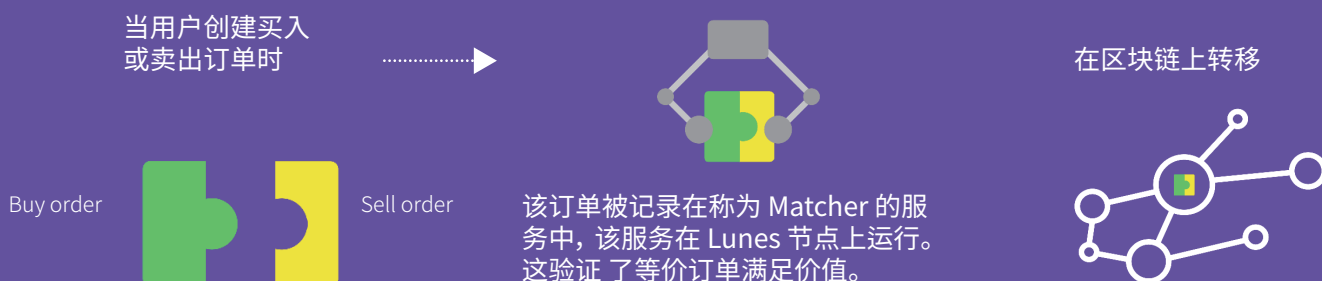 当用户创建买入
或卖出订单时
Buy order
Sell order
该订单被记录在称为 Matcher 的服
务中，该服务在 Lunes 节点上运行。
这验证 了等价订单满足价值。
在区块链上转移